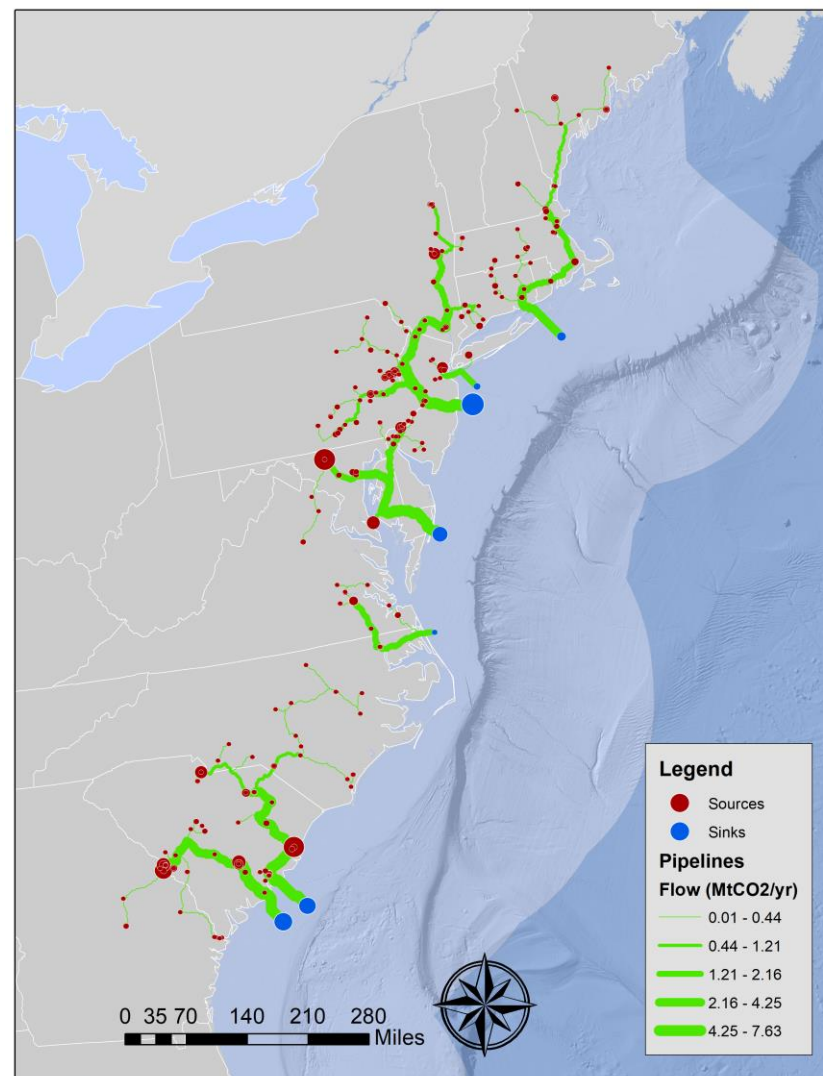 Legend
Sources
Sinks
Pipelines
Flow (MtCO2/yr)
0.01 - 0.44
0.44 - 1.21
1.21 - 2.16
2.16 - 4.25
4.25 - 7.63
0 35 70 140 210 280
Miles